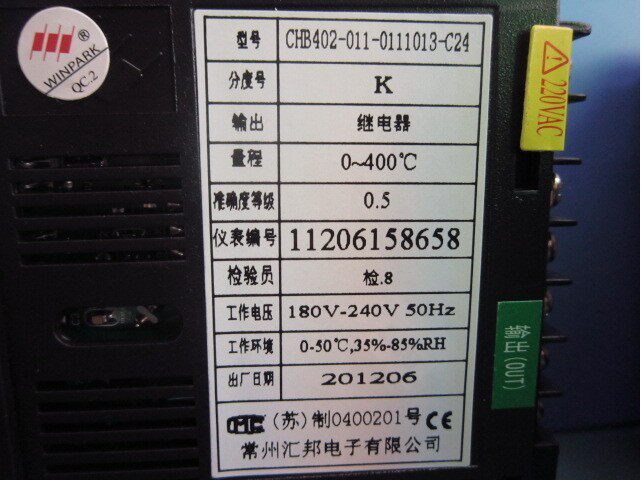 WINPARK
QC.2
型号 CHB402-011-0111013-C24
分度号 K
输出 继电器
量程 0~400℃
准确度等级 0.5
仪表编号 11206158658
检验员 检.8
工作电压 180V-240V 50Hz
工作环境 0-50℃,35%-85%RH
出厂日期 201206
MC (苏)制0400201号 CE
常州汇邦电子有限公司
220VAC
输出(OUT)